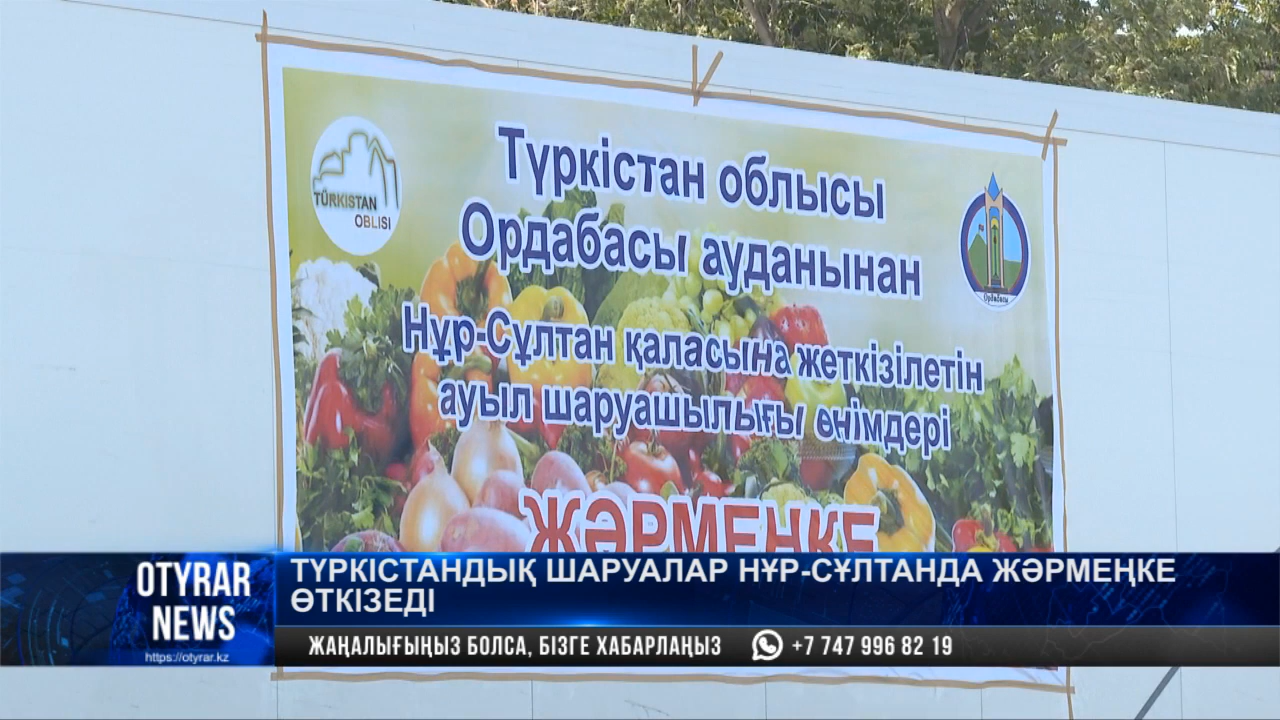 TÜRKISTAN
OBLISI
Түркістан облысы
Ордабасы ауданынан
Ордабасы
Нұр-Сұлтан қаласына жеткізілетін
ауыл шаруашылығы өнімдері
ЖӘРМЕҢКЕ
OTYRAR
NEWS
https://otyrar.kz
ТҮРКІСТАНДЫҚ ШАРУАЛАР НҰР-СҰЛТАНДА ЖӘРМЕҢКЕ
ӨТКІЗЕДІ
ЖАҢАЛЫҒЫҢЫЗ БОЛСА, БІЗГЕ ХАБАРЛАҢЫЗ +7 747 996 82 19